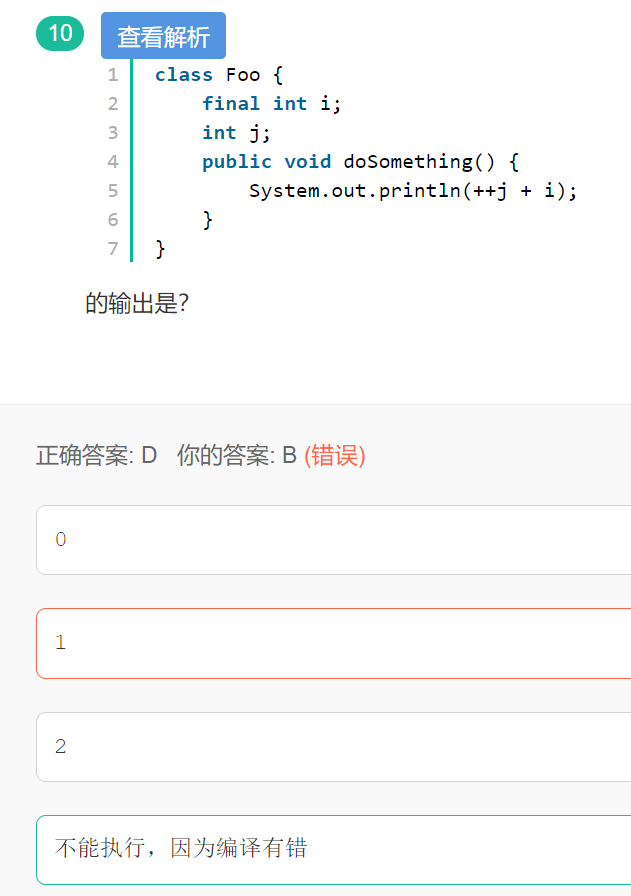 10 查看解析
1 class Foo {
2     final int i;
3     int j;
4     public void doSomething() {
5         System.out.println(++j + i);
6     }
7 }
的输出是?
正确答案: D 你的答案: B (错误)
0
1
2
不能执行，因为编译有错